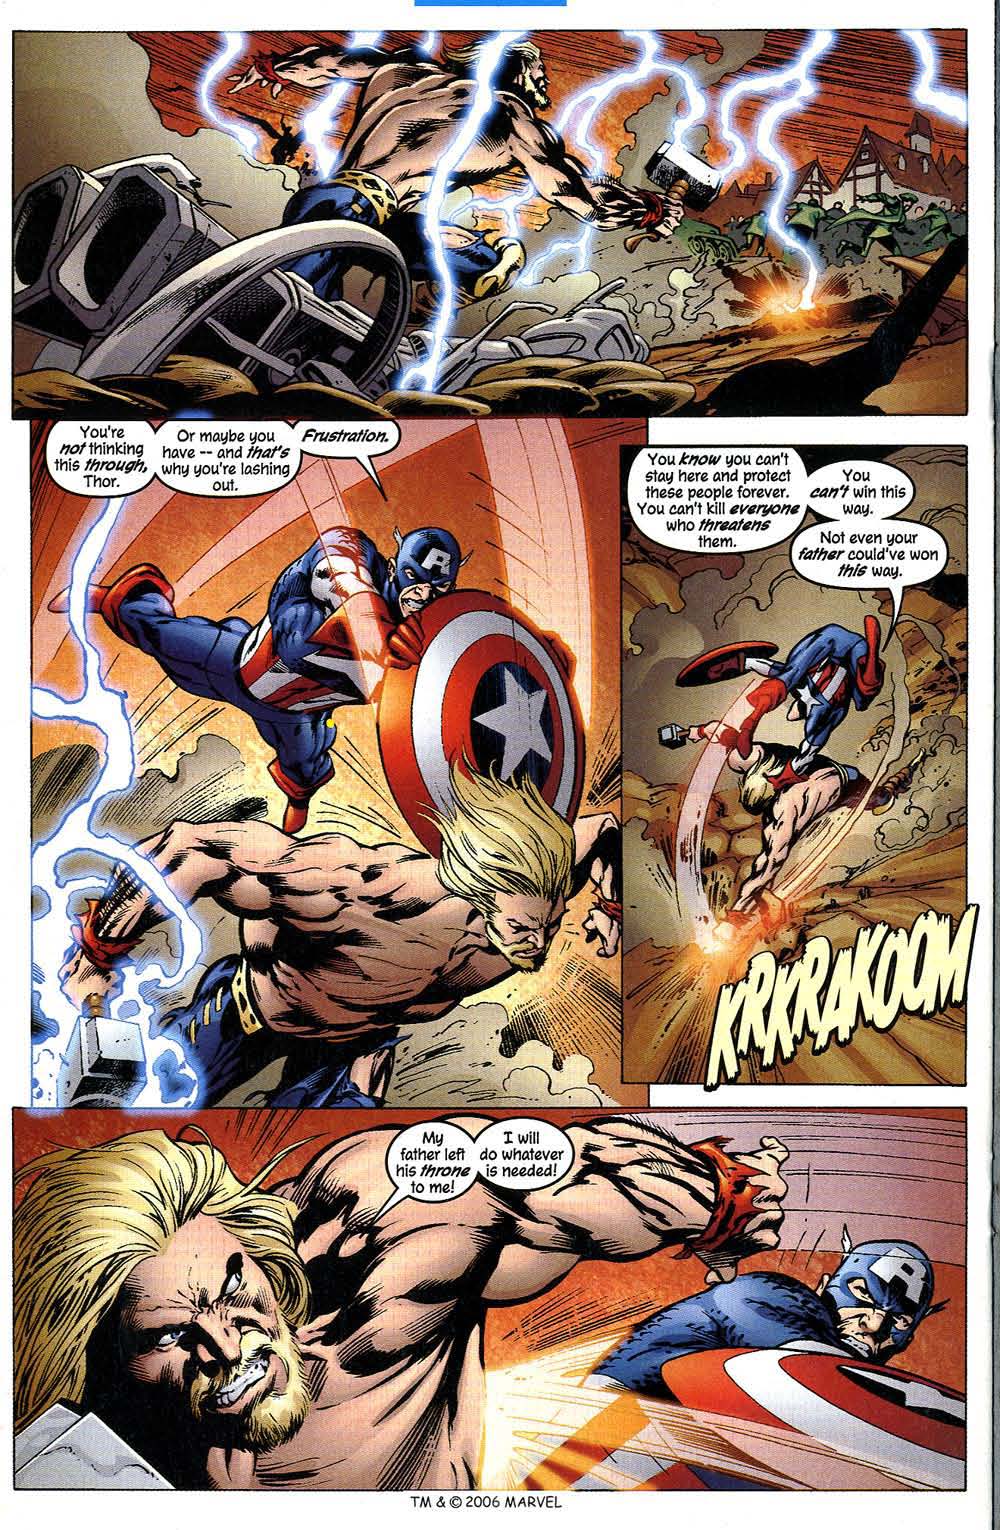 You're
not thinking
this through,
Thor.
Or maybe you
have -- and that's
why you're lashing
out.
Frustration.
You know you can't
stay here and protect
these people forever.
You can't kill everyone
who threatens
them.
You
can't win this
way.
Not even your
father could've won
this way.
KRKRAKOOM
My
father left
his throne
to me!
I will
do whatever
is needed!
TM & © 2006 MARVEL